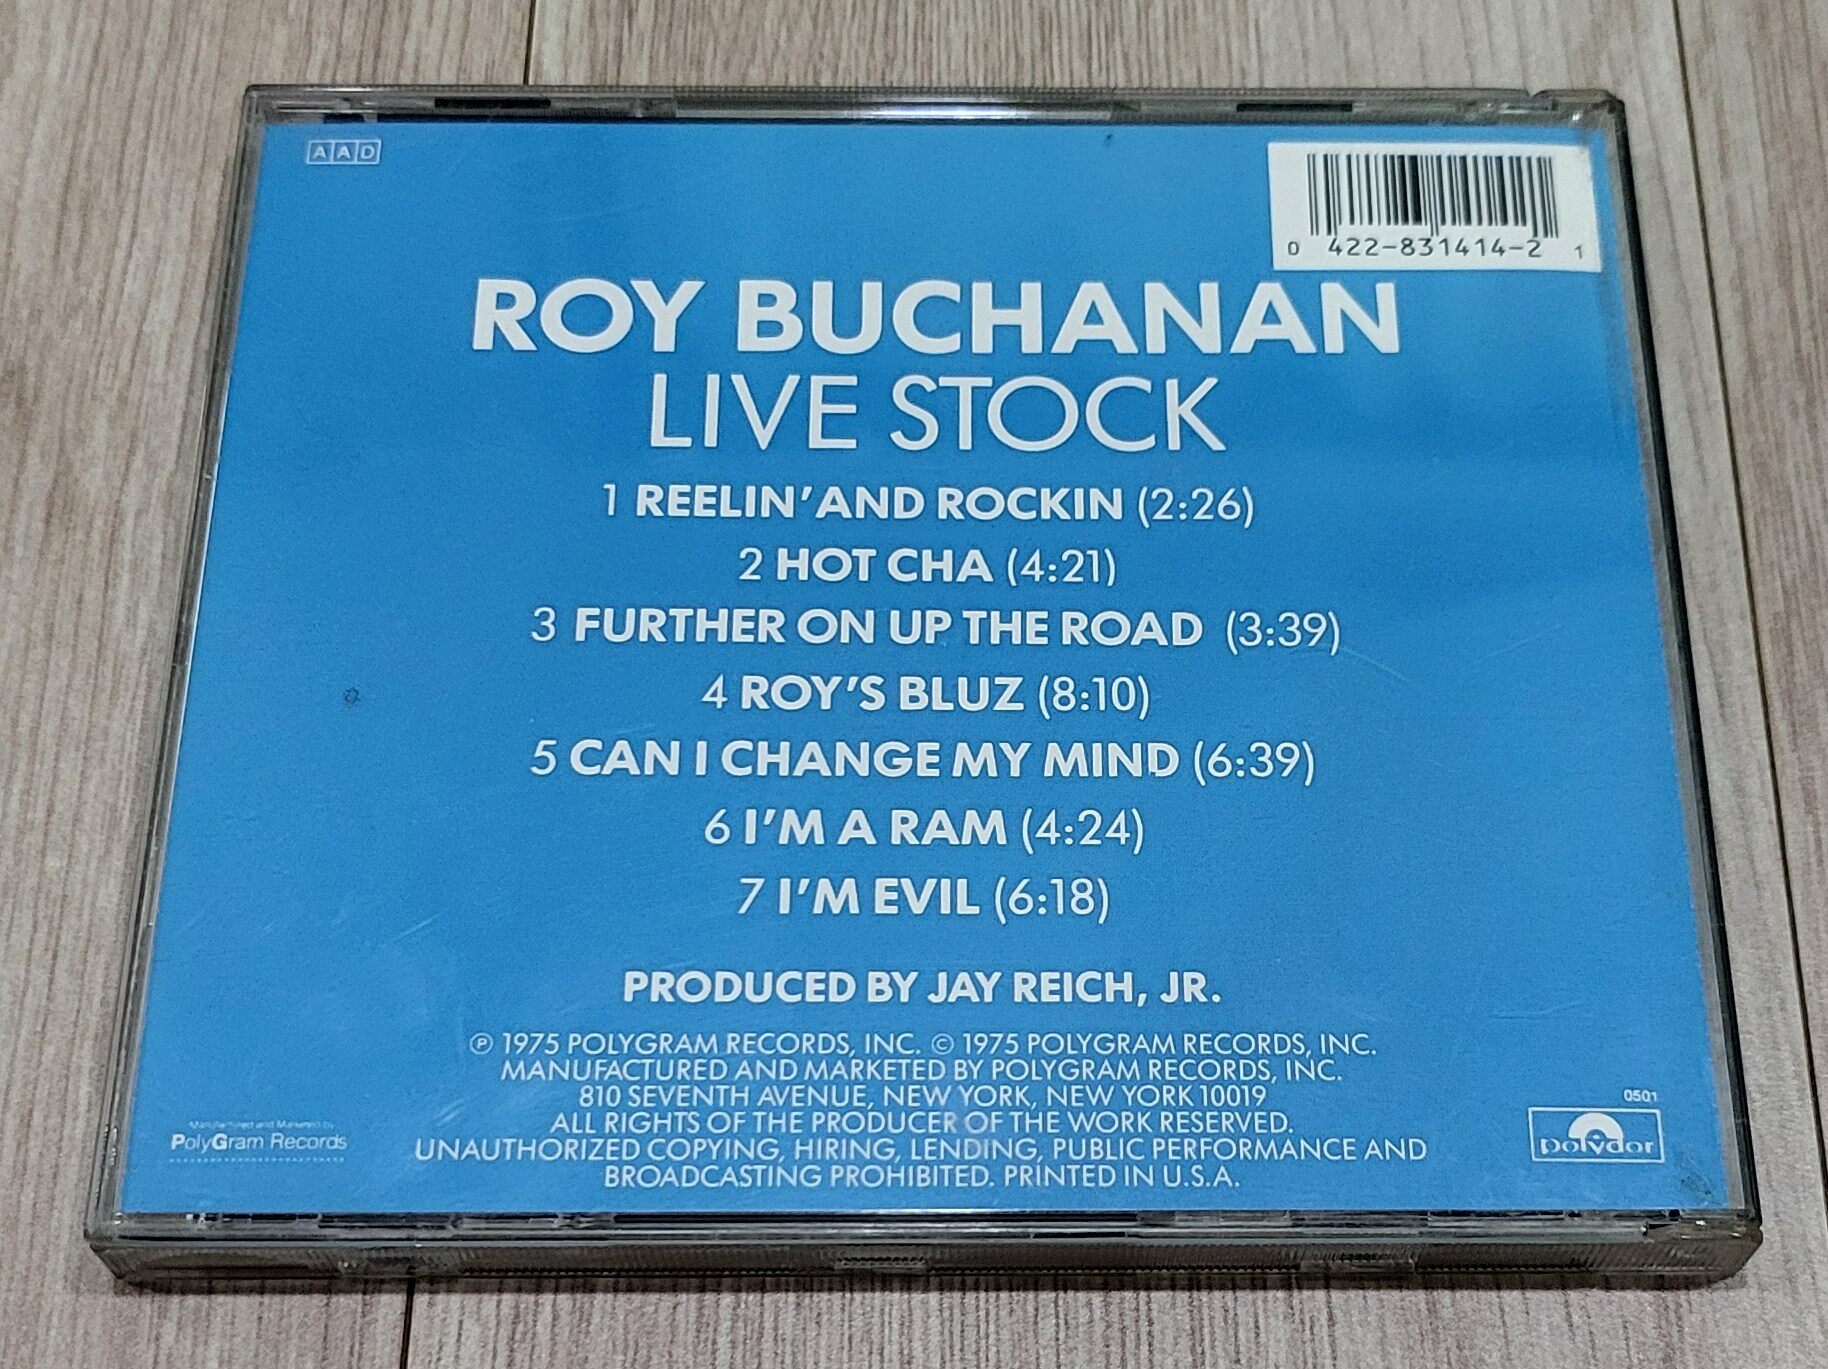 AAD
0 422-831414-2 1
ROY BUCHANAN
LIVE STOCK
1 REELIN' AND ROCKIN (2:26)
2 HOT CHA (4:21)
3 FURTHER ON UP THE ROAD (3:39)
4 ROY'S BLUZ (8:10)
5 CAN I CHANGE MY MIND (6:39)
6 I'M A RAM (4:24)
7 I'M EVIL (6:18)
PRODUCED BY JAY REICH, JR.
℗ 1975 POLYGRAM RECORDS, INC. © 1975 POLYGRAM RECORDS, INC.
MANUFACTURED AND MARKETED BY POLYGRAM RECORDS, INC.
810 SEVENTH AVENUE, NEW YORK, NEW YORK 10019
ALL RIGHTS OF THE PRODUCER OF THE WORK RESERVED.
UNAUTHORIZED COPYING, HIRING, LENDING, PUBLIC PERFORMANCE AND
BROADCASTING PROHIBITED. PRINTED IN U.S.A.
Manufactured and Marketed by
PolyGram Records
0501
polydor